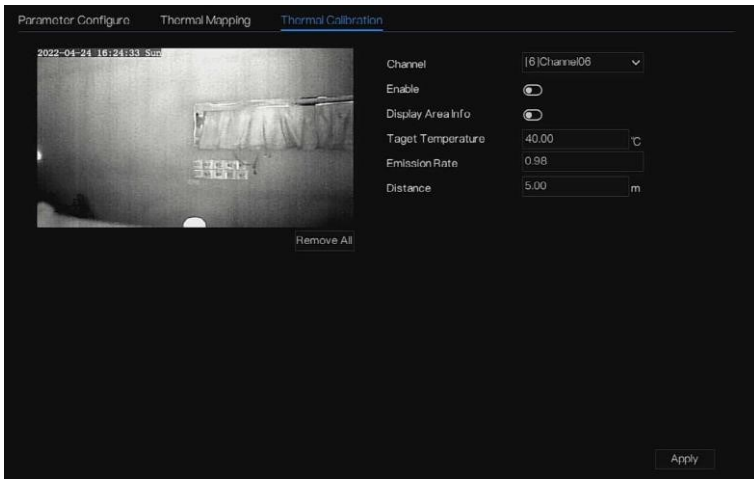 Parameter Configure Thermal Mapping Thermal Calibration
2022-04-24 16:24:33 Sun
Channel [6]Channel06
Enable
Display Area Info
Taget Temperature 40.00 °C
Emission Rate 0.98
Distance 5.00 m
Remove All
Apply